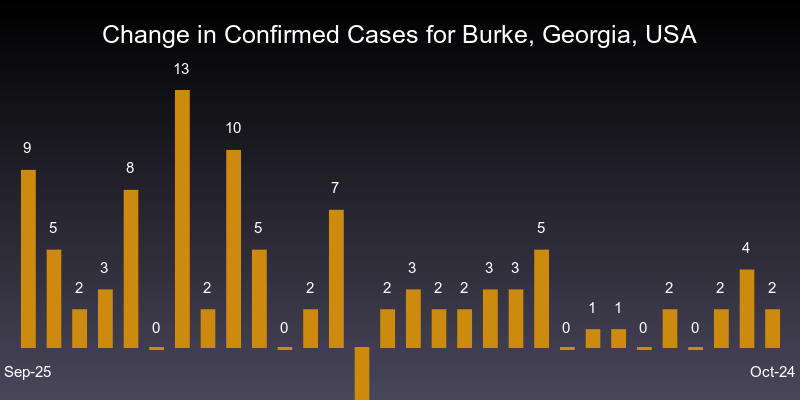 Change in Confirmed Cases for Burke, Georgia, USA
9 5 2 3 8 0 13 2 10 5 0 2 7 2 3 2 2 3 3 5 0 1 1 0 2 0 2 4 2
Sep-25 Oct-24